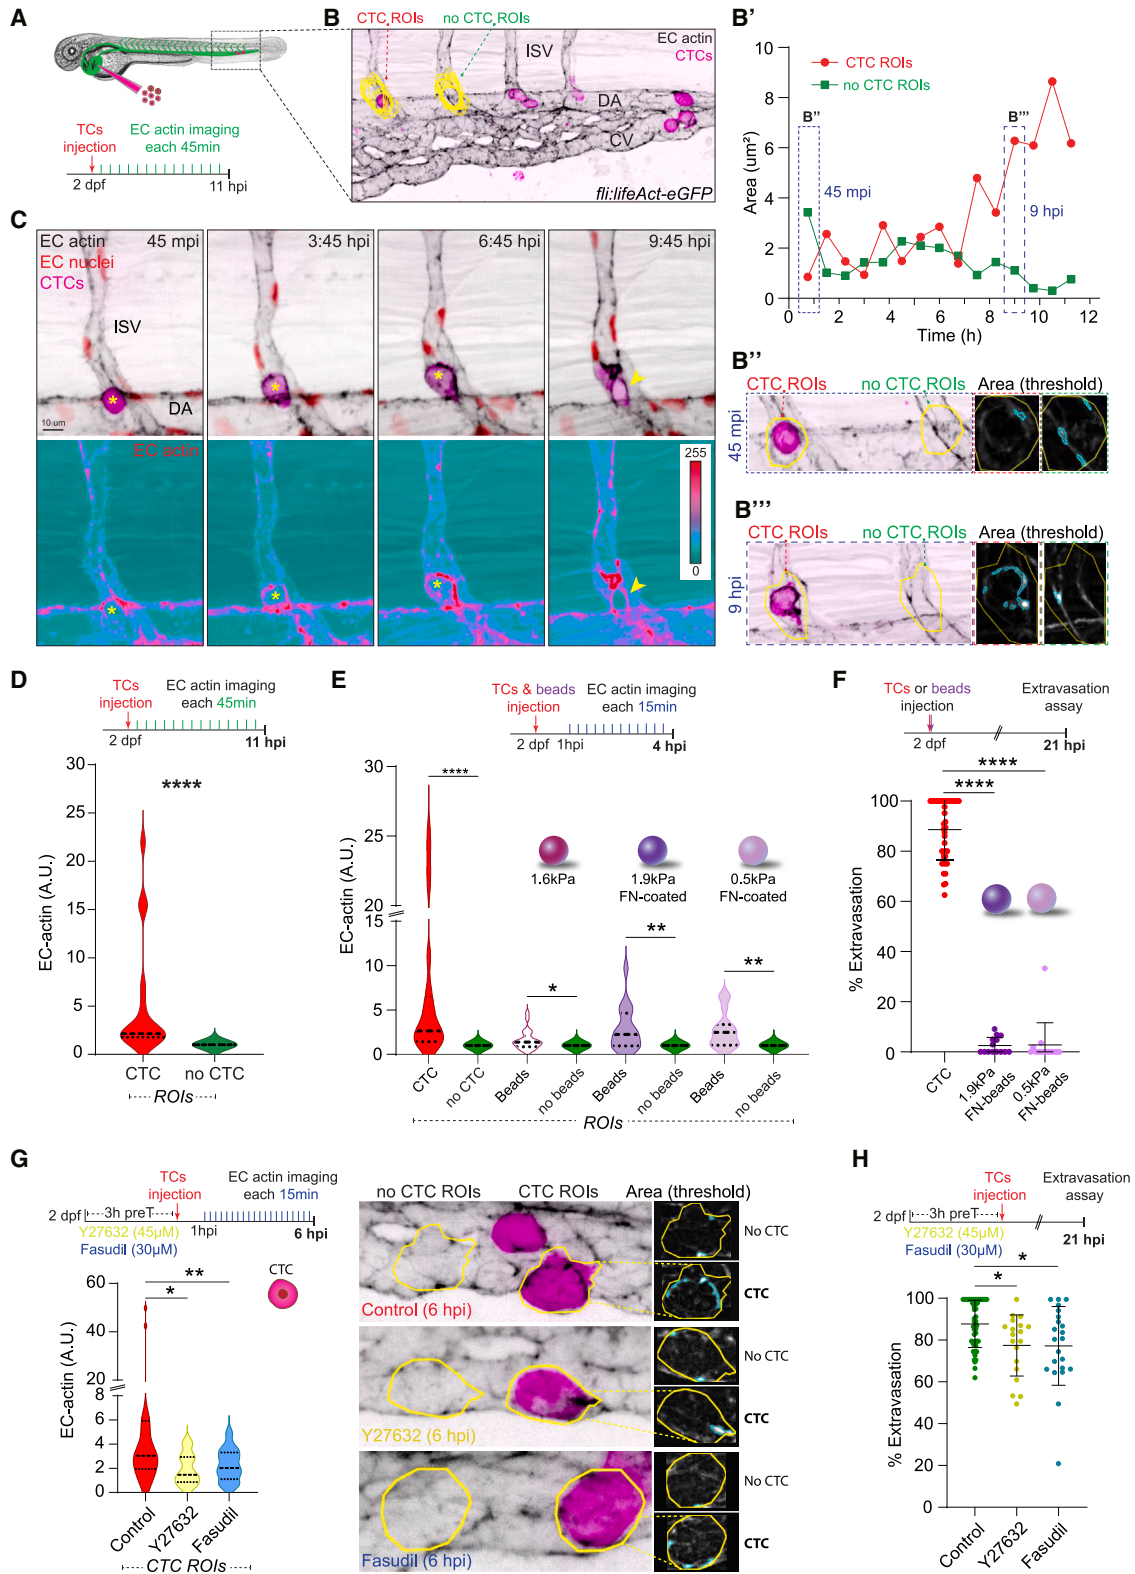 A
TCs
injection
EC actin imaging
each 45min
2 dpf
11 hpi
B
CTC ROIs
no CTC ROIs
EC actin
CTCs
ISV
DA
CV
fli:lifeAct-eGFP
B'
Area (um²)
10
8
6
4
2
0
CTC ROIs
no CTC ROIs
B''
B'''
45 mpi
9 hpi
0 2 4 6 8 10 12
Time (h)
B''
CTC ROIs
no CTC ROIs
Area (threshold)
45 mpi
B'''
CTC ROIs
no CTC ROIs
Area (threshold)
9 hpi
C
EC actin
EC nuclei
CTCs
45 mpi
3:45 hpi
6:45 hpi
9:45 hpi
ISV
DA
10 um
*
*
*
EC actin
255
0
*
*
*
D
TCs
injection
EC actin imaging
each 45min
2 dpf
11 hpi
EC-actin (A.U.)
30
25
20
15
10
5
0
****
CTC
no CTC
ROIs
E
TCs & beads
injection
EC actin imaging
each 15min
2 dpf
1hpi
4 hpi
EC-actin (A.U.)
30
25
20
15
10
5
0
****
*
**
**
1.6kPa
1.9kPa
FN-coated
0.5kPa
FN-coated
CTC
no CTC
Beads
no beads
Beads
no beads
Beads
no beads
ROIs
F
TCs or beads
injection
Extravasation
assay
2 dpf
21 hpi
% Extravasation
****
****
100
80
60
40
20
0
CTC
1.9kPa
FN-beads
0.5kPa
FN-beads
G
TCs
injection
EC actin imaging
each 15min
2 dpf
3h preT
1hpi
6 hpi
Y27632 (45µM)
Fasudil (30µM)
CTC
EC-actin (A.U.)
60
40
20
8
6
4
2
0
**
*
Control
Y27632
Fasudil
CTC ROIs
no CTC ROIs
CTC ROIs
Area (threshold)
Control (6 hpi)
No CTC
CTC
Y27632 (6 hpi)
No CTC
CTC
Fasudil (6 hpi)
No CTC
CTC
H
TCs
injection
Extravasation
assay
2 dpf
3h preT
21 hpi
Y27632 (45µM)
Fasudil (30µM)
% Extravasation
*
*
100
80
60
40
20
0
Control
Y27632
Fasudil